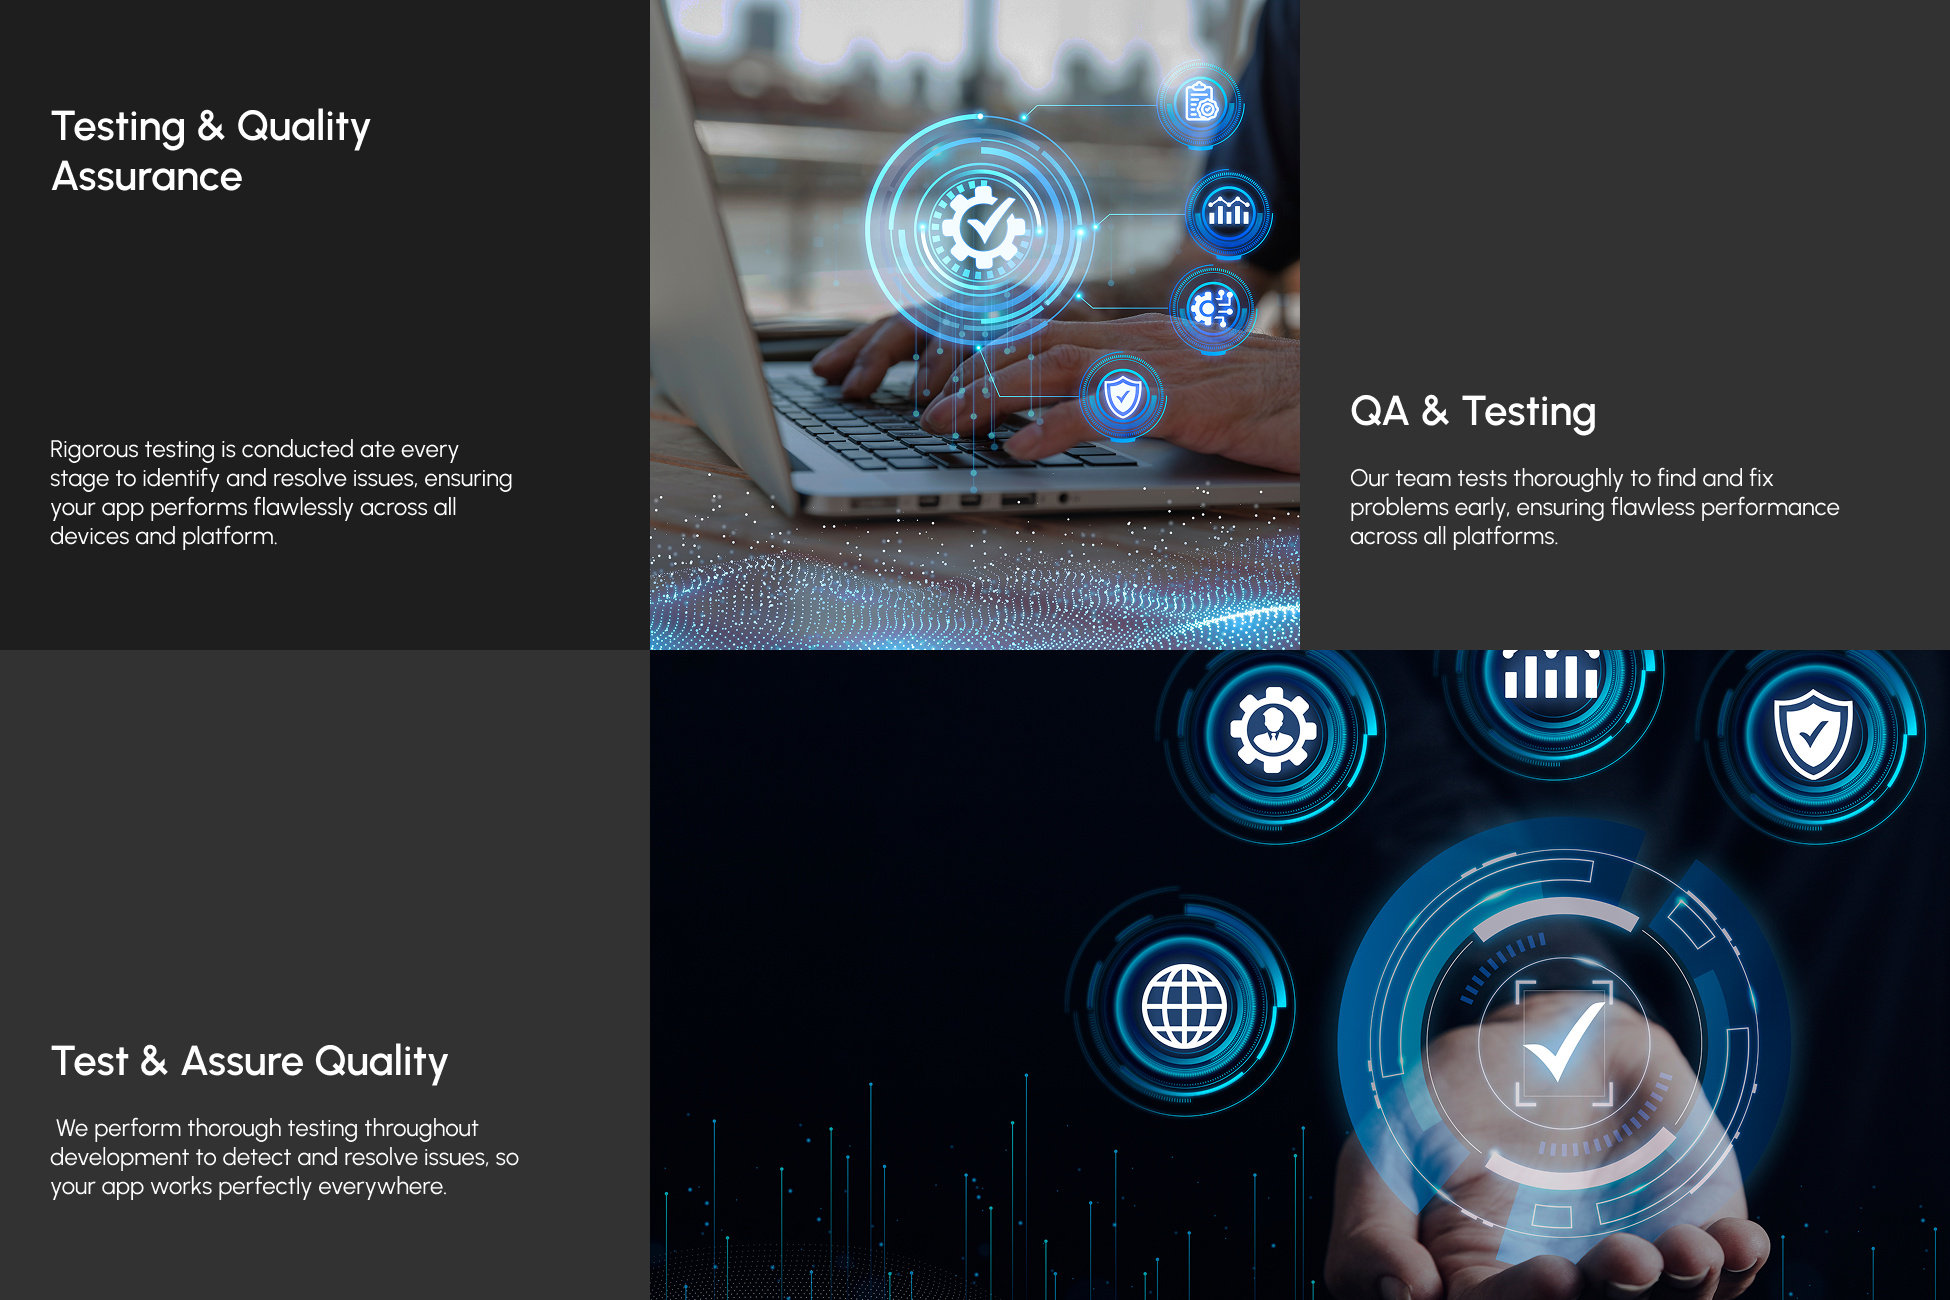 Testing & Quality
Assurance
Rigorous testing is conducted ate every
stage to identify and resolve issues, ensuring
your app performs flawlessly across all
devices and platform.
QA & Testing
Our team tests thoroughly to find and fix
problems early, ensuring flawless performance
across all platforms.
Test & Assure Quality
We perform thorough testing throughout
development to detect and resolve issues, so
your app works perfectly everywhere.